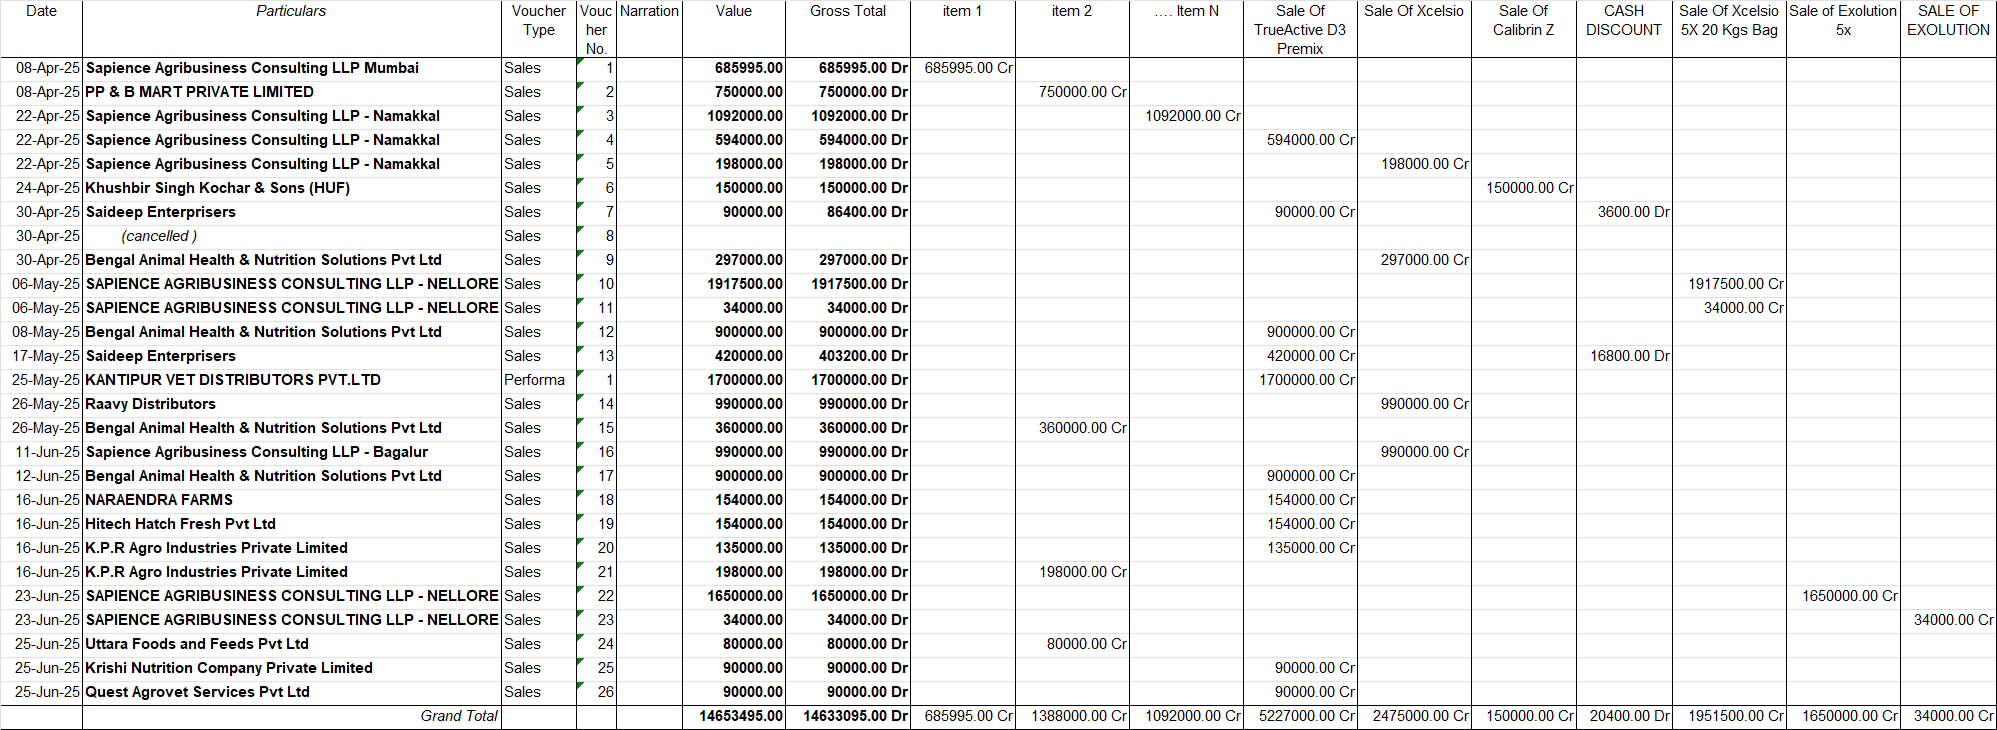 Date Particulars Voucher Type Vouc her No. Narration Value Gross Total item 1 item 2 .... Item N Sale Of TrueActive D3 Premix Sale Of Xcelsio Sale Of Calibrin Z CASH DISCOUNT Sale Of Xcelsio 5X 20 Kgs Bag Sale of Exolution 5x SALE OF EXOLUTION
08-Apr-25 Sapience Agribusiness Consulting LLP Mumbai Sales 1 685995.00 685995.00 Dr 685995.00 Cr
08-Apr-25 PP & B MART PRIVATE LIMITED Sales 2 750000.00 750000.00 Dr 750000.00 Cr
22-Apr-25 Sapience Agribusiness Consulting LLP - Namakkal Sales 3 1092000.00 1092000.00 Dr 1092000.00 Cr
22-Apr-25 Sapience Agribusiness Consulting LLP - Namakkal Sales 4 594000.00 594000.00 Dr 594000.00 Cr
22-Apr-25 Sapience Agribusiness Consulting LLP - Namakkal Sales 5 198000.00 198000.00 Dr 198000.00 Cr
24-Apr-25 Khushbir Singh Kochar & Sons (HUF) Sales 6 150000.00 150000.00 Dr 150000.00 Cr
30-Apr-25 Saideep Enterprisers Sales 7 90000.00 86400.00 Dr 90000.00 Cr 3600.00 Dr
30-Apr-25 (cancelled ) Sales 8
30-Apr-25 Bengal Animal Health & Nutrition Solutions Pvt Ltd Sales 9 297000.00 297000.00 Dr 297000.00 Cr
06-May-25 SAPIENCE AGRIBUSINESS CONSULTING LLP - NELLORE Sales 10 1917500.00 1917500.00 Dr 1917500.00 Cr
06-May-25 SAPIENCE AGRIBUSINESS CONSULTING LLP - NELLORE Sales 11 34000.00 34000.00 Dr 34000.00 Cr
08-May-25 Bengal Animal Health & Nutrition Solutions Pvt Ltd Sales 12 900000.00 900000.00 Dr 900000.00 Cr
17-May-25 Saideep Enterprisers Sales 13 420000.00 403200.00 Dr 420000.00 Cr 16800.00 Dr
25-May-25 KANTIPUR VET DISTRIBUTORS PVT.LTD Performa 1 1700000.00 1700000.00 Dr 1700000.00 Cr
26-May-25 Raavy Distributors Sales 14 990000.00 990000.00 Dr 990000.00 Cr
26-May-25 Bengal Animal Health & Nutrition Solutions Pvt Ltd Sales 15 360000.00 360000.00 Dr 360000.00 Cr
11-Jun-25 Sapience Agribusiness Consulting LLP - Bagalur Sales 16 990000.00 990000.00 Dr 990000.00 Cr
12-Jun-25 Bengal Animal Health & Nutrition Solutions Pvt Ltd Sales 17 900000.00 900000.00 Dr 900000.00 Cr
16-Jun-25 NARAENDRA FARMS Sales 18 154000.00 154000.00 Dr 154000.00 Cr
16-Jun-25 Hitech Hatch Fresh Pvt Ltd Sales 19 154000.00 154000.00 Dr 154000.00 Cr
16-Jun-25 K.P.R Agro Industries Private Limited Sales 20 135000.00 135000.00 Dr 135000.00 Cr
16-Jun-25 K.P.R Agro Industries Private Limited Sales 21 198000.00 198000.00 Dr 198000.00 Cr
23-Jun-25 SAPIENCE AGRIBUSINESS CONSULTING LLP - NELLORE Sales 22 1650000.00 1650000.00 Dr 1650000.00 Cr
23-Jun-25 SAPIENCE AGRIBUSINESS CONSULTING LLP - NELLORE Sales 23 34000.00 34000.00 Dr 34000.00 Cr
25-Jun-25 Uttara Foods and Feeds Pvt Ltd Sales 24 80000.00 80000.00 Dr 80000.00 Cr
25-Jun-25 Krishi Nutrition Company Private Limited Sales 25 90000.00 90000.00 Dr 90000.00 Cr
25-Jun-25 Quest Agrovet Services Pvt Ltd Sales 26 90000.00 90000.00 Dr 90000.00 Cr
Grand Total 14653495.00 14633095.00 Dr 685995.00 Cr 1388000.00 Cr 1092000.00 Cr 5227000.00 Cr 2475000.00 Cr 150000.00 Cr 20400.00 Dr 1951500.00 Cr 1650000.00 Cr 34000.00 Cr